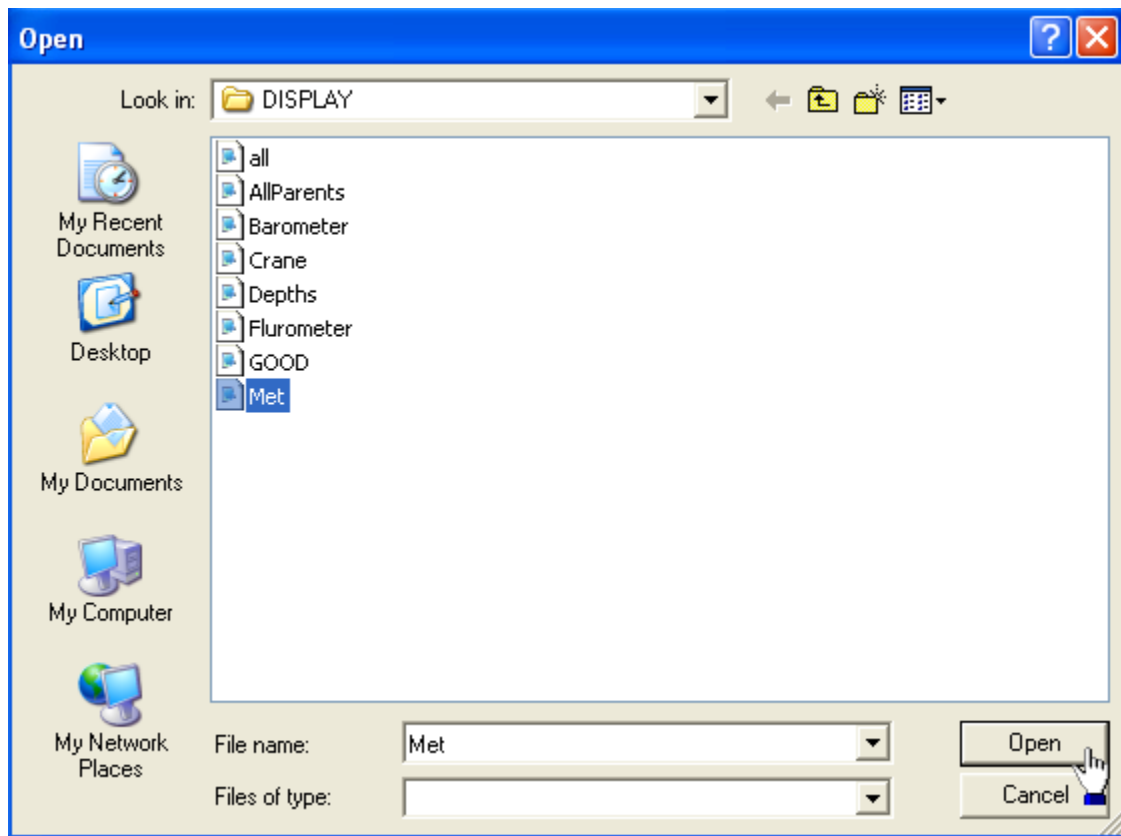 Open
Look in:
DISPLAY
My Recent
Documents
Desktop
My Documents
My Computer
My Network
Places
all
AllParents
Barometer
Crane
Depths
Flurometer
GOOD
Met
File name:
Met
Open
Files of type:
Cancel